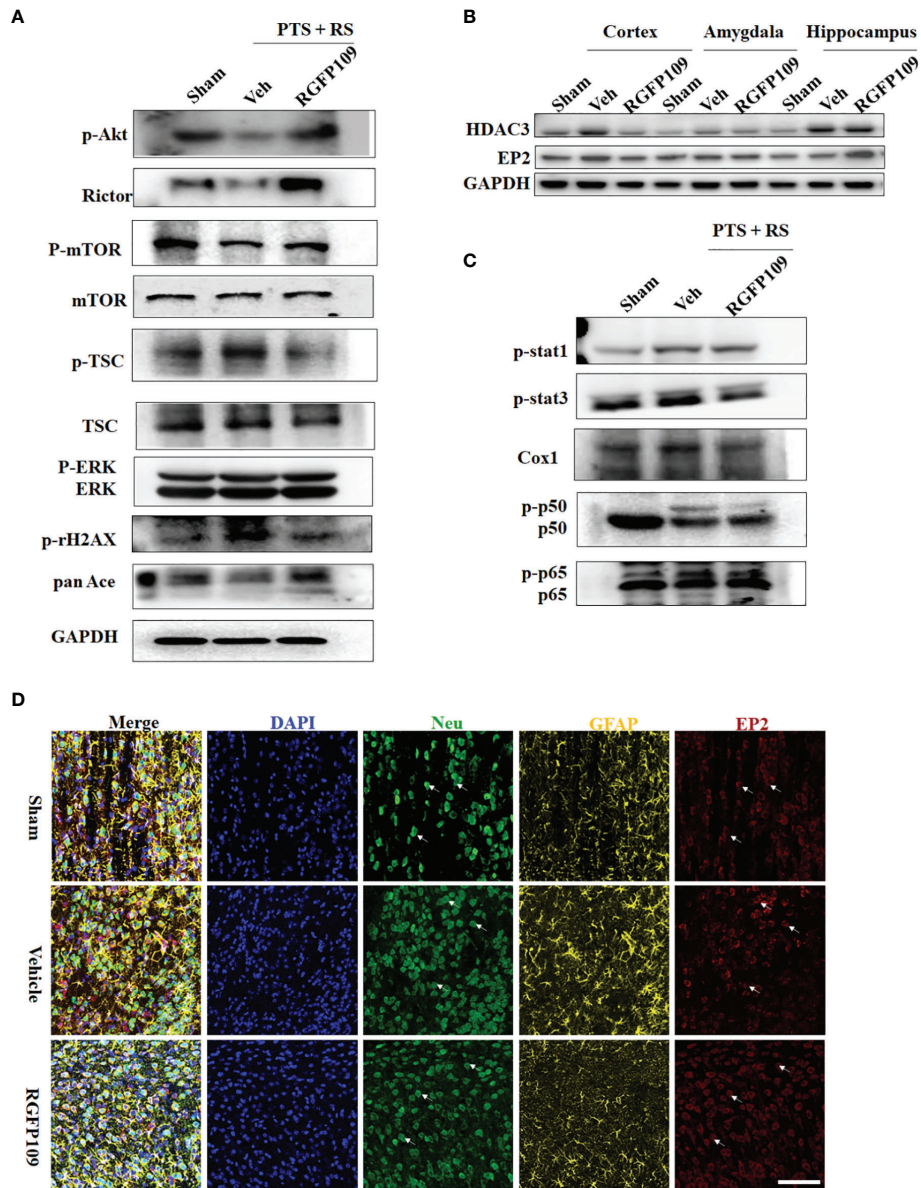 A
PTS + RS
Sham
Veh
RGFP109
p-Akt
Rictor
P-mTOR
mTOR
p-TSC
TSC
P-ERK
ERK
p-rH2AX
pan Ace
GAPDH
B
Cortex Amygdala Hippocampus
Sham
Veh
RGFP109
Sham
Veh
RGFP109
Sham
Veh
RGFP109
HDAC3
EP2
GAPDH
C
PTS + RS
Sham
Veh
RGFP109
p-stat1
p-stat3
Cox1
p-p50
p50
p-p65
p65
D
Merge DAPI Neu GFAP EP2
Sham
Vehicle
RGFP109